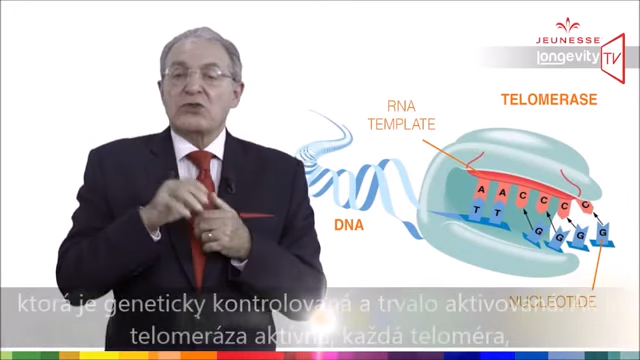 JEUNESSE
longevity TV
TELOMERASE
RNA
TEMPLATE
A A C C C C
T T G G G G
DNA
NUCLEOTIDE
ktorá je geneticky kontrolovaná a trvalo aktivovaná.
telomeráza aktívna, každá teloméra,